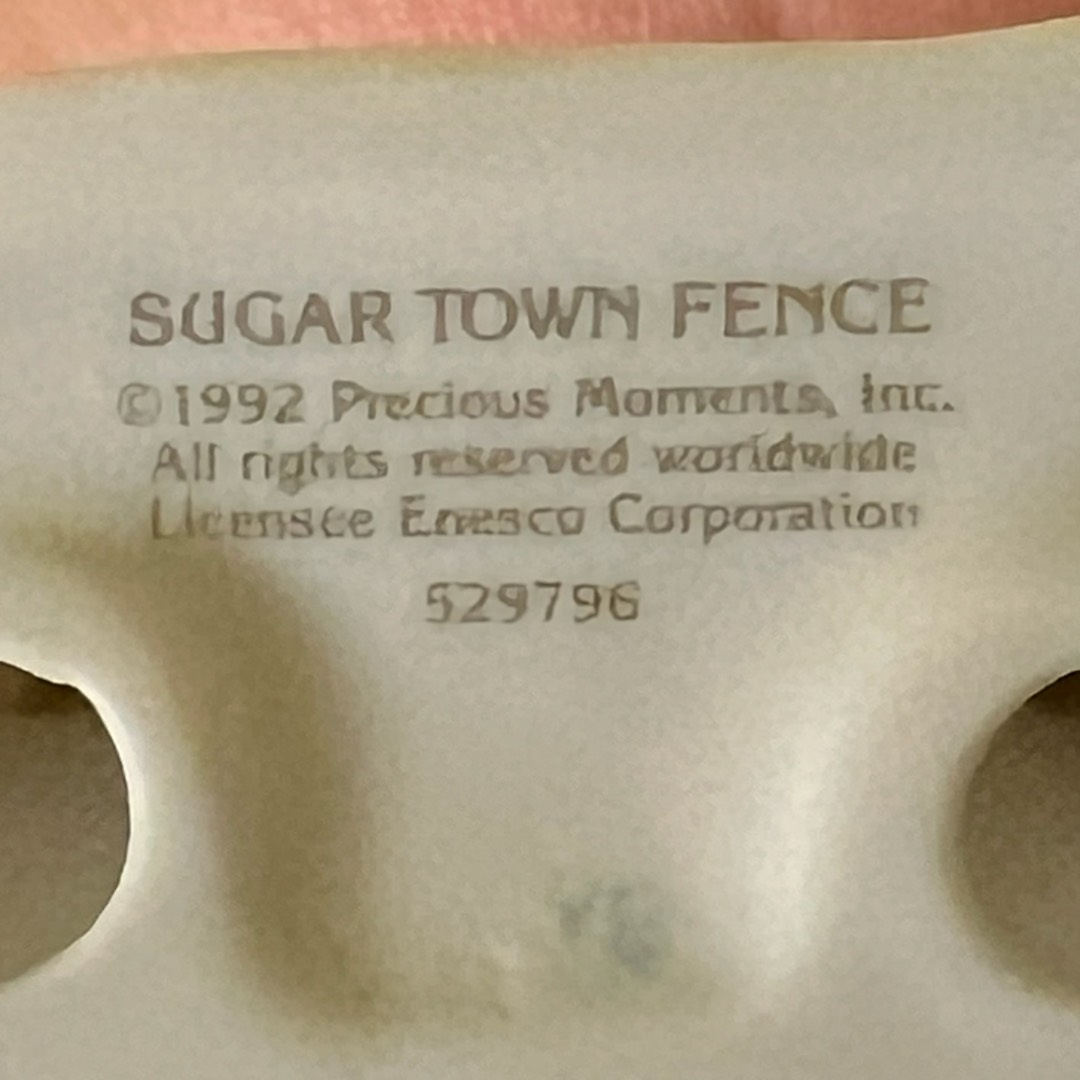 SUGAR TOWN FENCE
©1992 Precious Moments, Inc.
All rights reserved worldwide
Licensee Enesco Corporation
529796